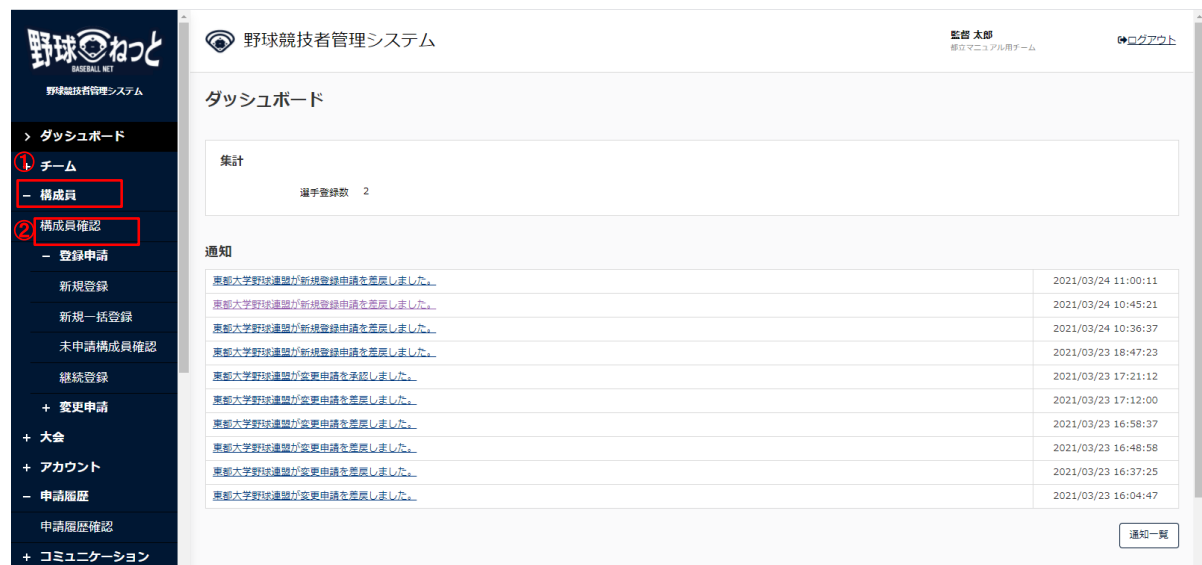 野球ねっと
BASEBALL NET
野球競技者管理システム
> ダッシュボード
①
+ チーム
− 構成員
②
構成員確認
− 登録申請
新規登録
新規一括登録
未申請構成員確認
継続登録
+ 変更申請
+ 大会
+ アカウント
− 申請履歴
申請履歴確認
+ コミュニケーション
野球競技者管理システム
監督 太郎
都立マニュアル用チーム
ログアウト
ダッシュボード
集計
選手登録数 2
通知
東都大学野球連盟が新規登録申請を差戻しました。 2021/03/24 11:00:11
東都大学野球連盟が新規登録申請を差戻しました。 2021/03/24 10:45:21
東都大学野球連盟が新規登録申請を差戻しました。 2021/03/24 10:36:37
東都大学野球連盟が新規登録申請を差戻しました。 2021/03/23 18:47:23
東都大学野球連盟が変更申請を承認しました。 2021/03/23 17:21:12
東都大学野球連盟が変更申請を差戻しました。 2021/03/23 17:12:00
東都大学野球連盟が変更申請を差戻しました。 2021/03/23 16:58:37
東都大学野球連盟が変更申請を差戻しました。 2021/03/23 16:48:58
東都大学野球連盟が変更申請を差戻しました。 2021/03/23 16:37:25
東都大学野球連盟が変更申請を差戻しました。 2021/03/23 16:04:47
通知一覧